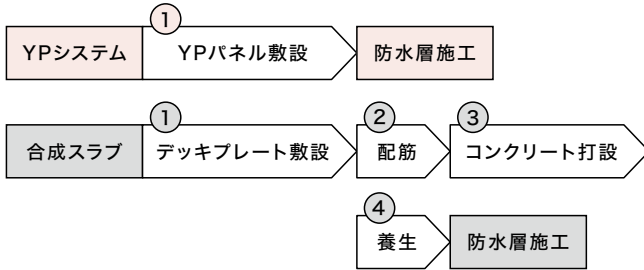 ①
YPシステム YPパネル敷設 防水層施工
① ② ③
合成スラブ デッキプレート敷設 配筋 コンクリート打設
④
養生 防水層施工